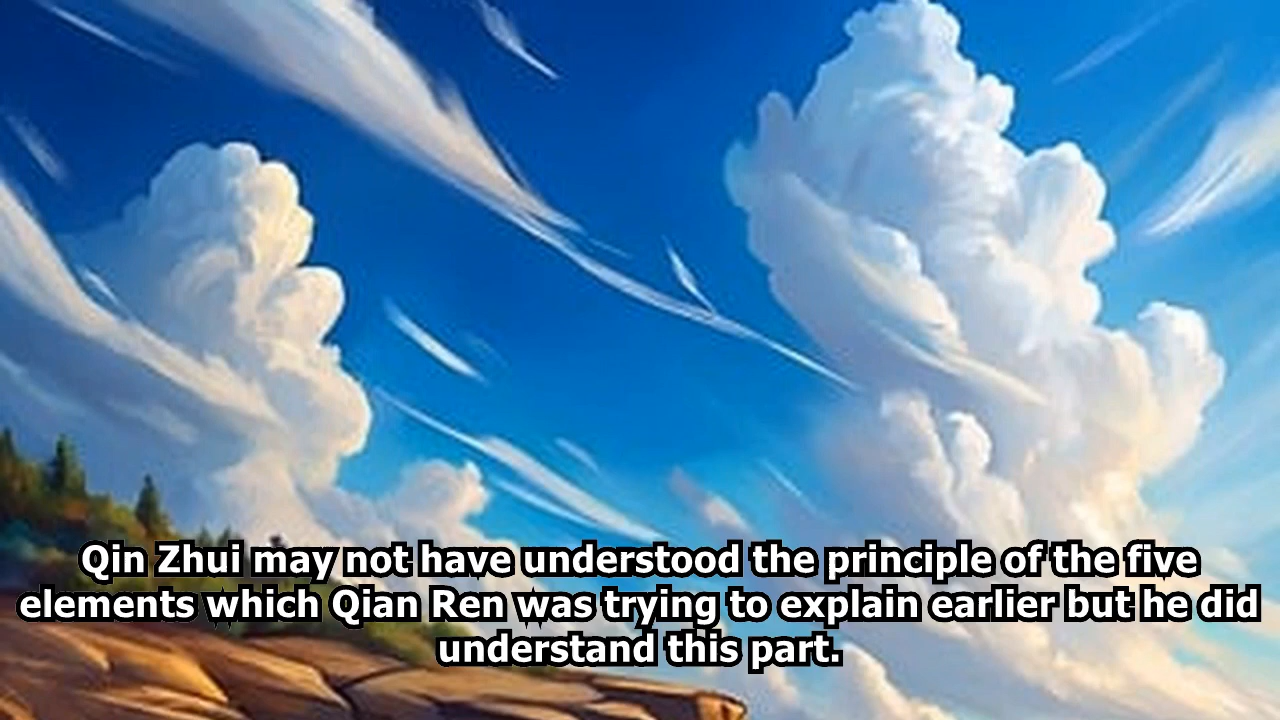 Qin Zhui may not have understood the principle of the five
elements which Qian Ren was trying to explain earlier but he did
understand this part.